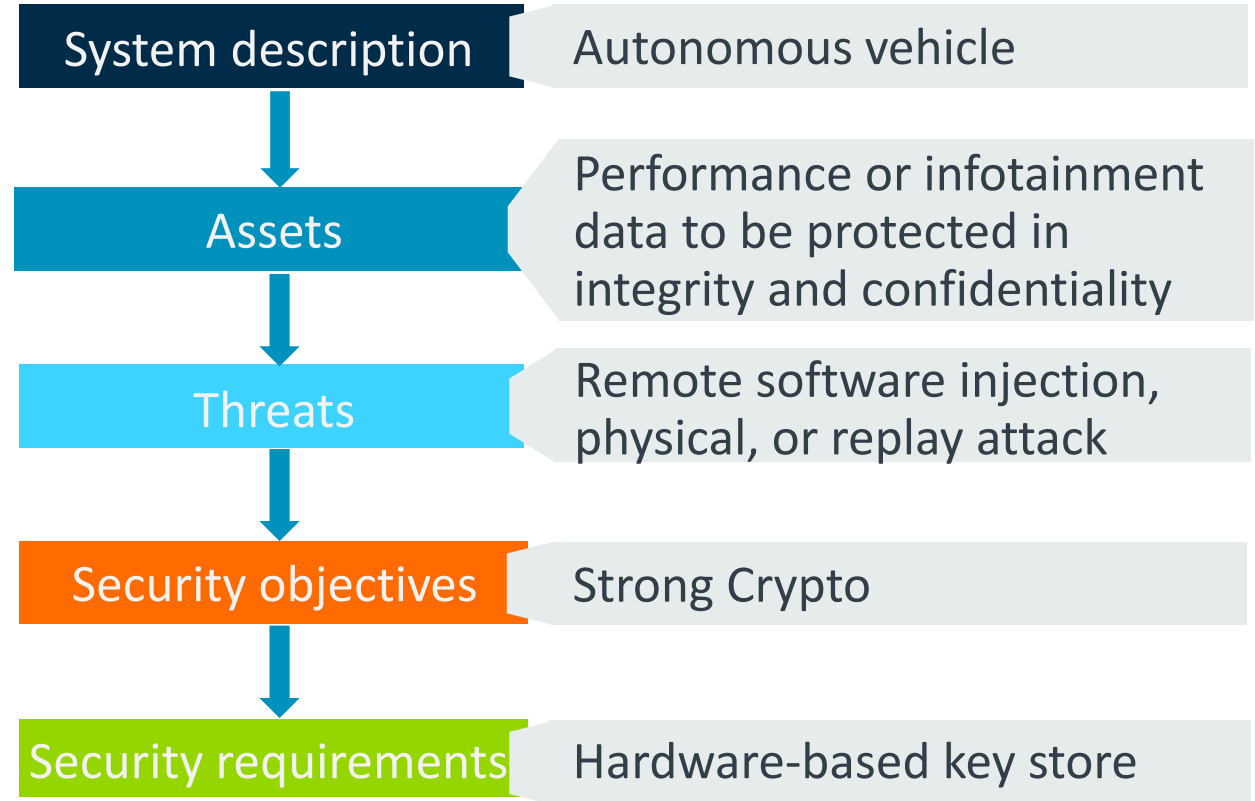 System description
Autonomous vehicle
Assets
Performance or infotainment
data to be protected in
integrity and confidentiality
Threats
Remote software injection,
physical, or replay attack
Security objectives
Strong Crypto
Security requirements
Hardware-based key store